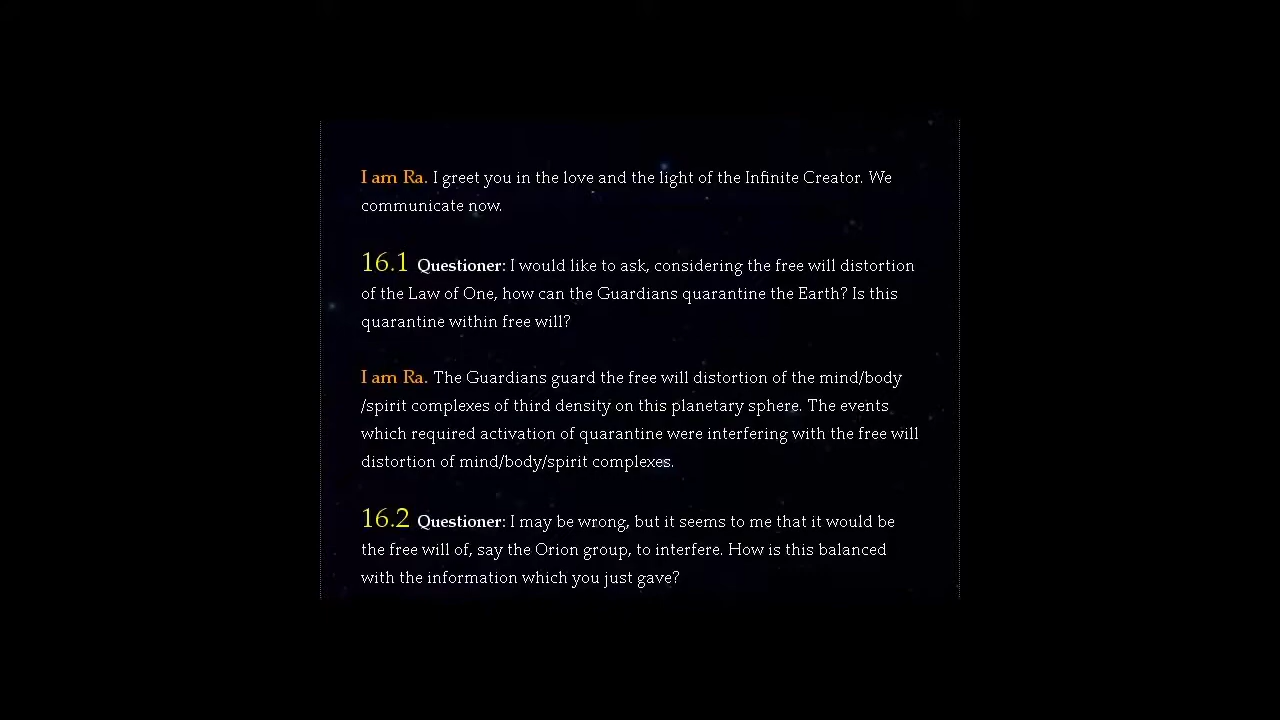 I am Ra. I greet you in the love and the light of the Infinite Creator. We
communicate now.
16.1 Questioner: I would like to ask, considering the free will distortion
of the Law of One, how can the Guardians quarantine the Earth? Is this
quarantine within free will?
I am Ra. The Guardians guard the free will distortion of the mind/body
/spirit complexes of third density on this planetary sphere. The events
which required activation of quarantine were interfering with the free will
distortion of mind/body/spirit complexes.
16.2 Questioner: I may be wrong, but it seems to me that it would be
the free will of, say the Orion group, to interfere. How is this balanced
with the information which you just gave?